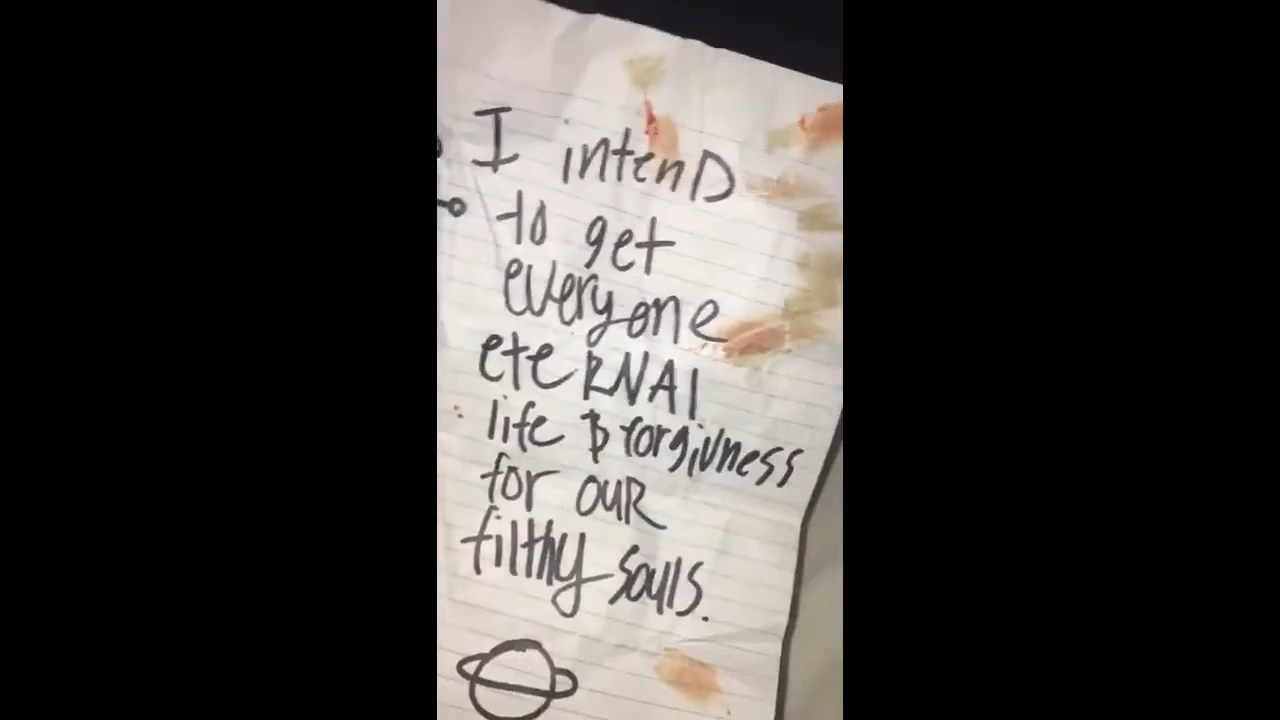 I intenD
to get
everyone
eteRNAl
life & forgivness
for ouR
filthy souls.